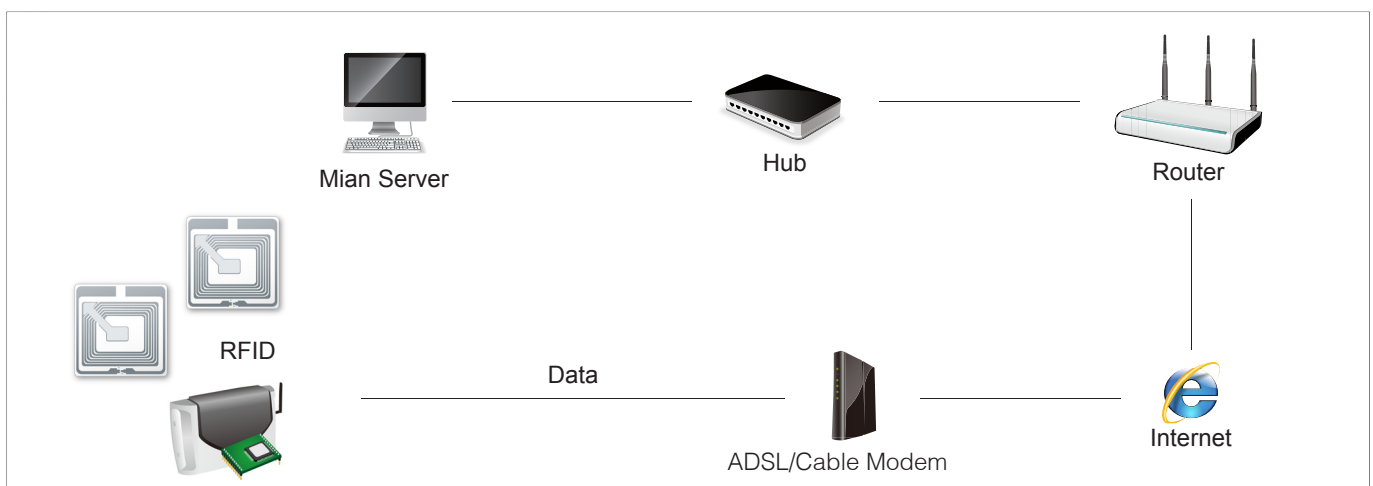 Mian Server
Hub
Router
RFID
Data
ADSL/Cable Modem
Internet